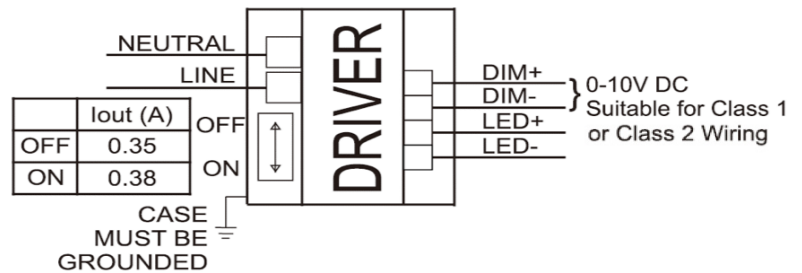 NEUTRAL
LINE
Iout (A)
OFF 0.35
ON 0.38
OFF
ON
CASE
MUST BE
GROUNDED
DRIVER
DIM+
DIM-
LED+
LED-
0-10V DC
Suitable for Class 1
or Class 2 Wiring